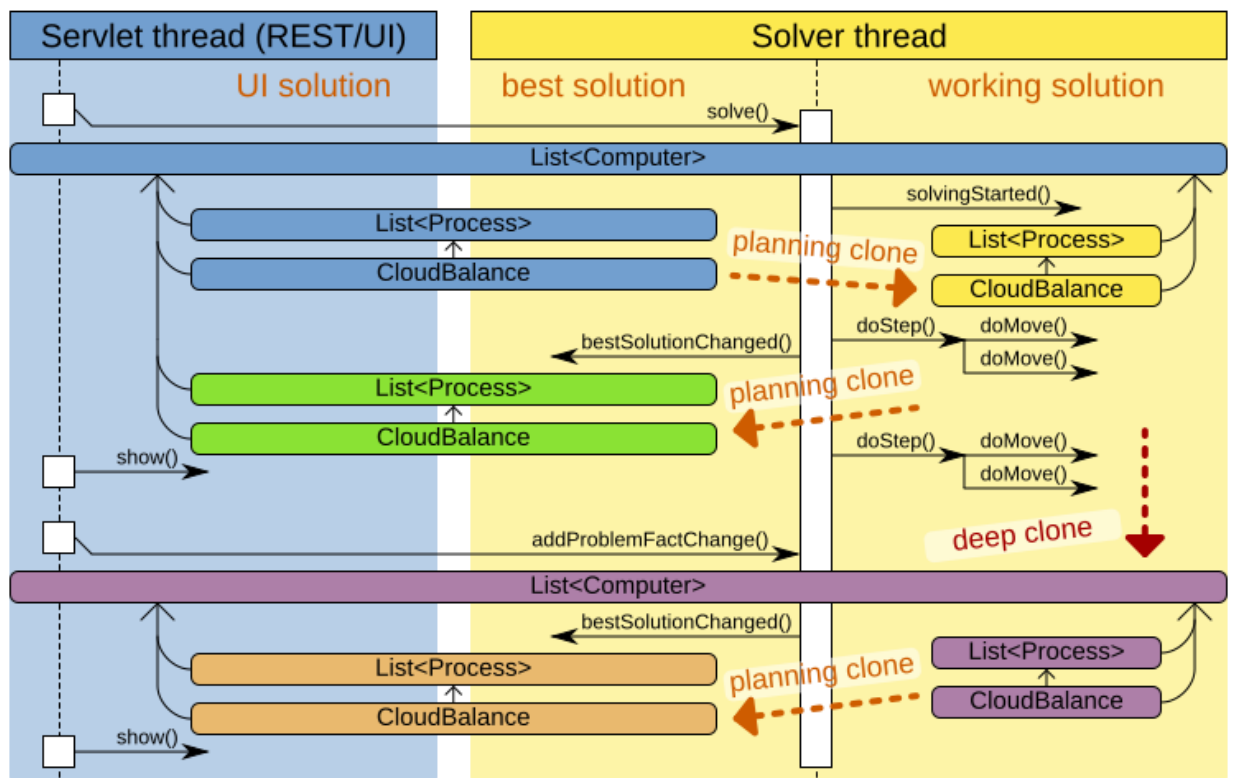 Servlet thread (REST/UI)
Solver thread
UI solution
best solution
working solution
solve()
List<Computer>
solvingStarted()
List<Process>
planning clone
List<Process>
CloudBalance
CloudBalance
doStep()
doMove()
bestSolutionChanged()
doMove()
List<Process>
planning clone
CloudBalance
doStep()
doMove()
show()
doMove()
addProblemFactChange()
deep clone
List<Computer>
bestSolutionChanged()
List<Process>
planning clone
List<Process>
CloudBalance
CloudBalance
show()